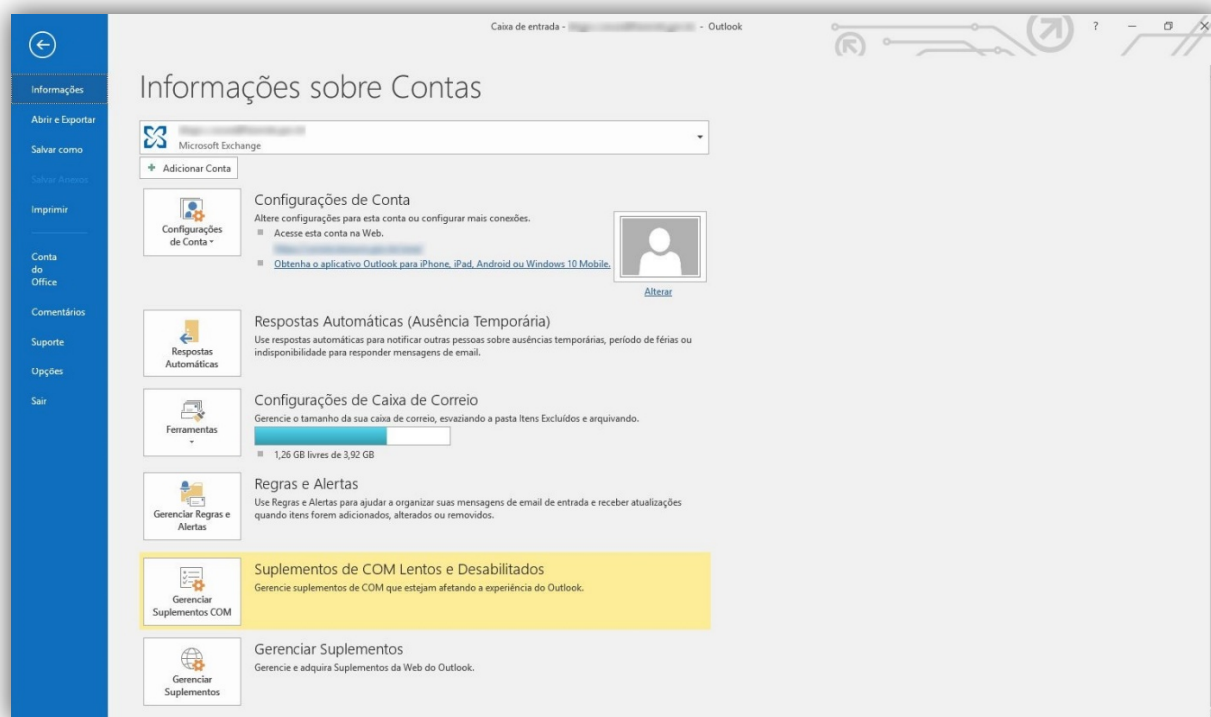 Caixa de entrada - - Outlook
?
Informações
Abrir e Exportar
Salvar como
Salvar Anexos
Imprimir
Conta
do
Office
Comentários
Suporte
Opções
Sair
Informações sobre Contas
Microsoft Exchange
Adicionar Conta
Configurações
de Conta
Configurações de Conta
Altere configurações para esta conta ou configurar mais conexões.
Acesse esta conta na Web.
Obtenha o aplicativo Outlook para iPhone, iPad, Android ou Windows 10 Mobile.
Alterar
Respostas
Automáticas
Respostas Automáticas (Ausência Temporária)
Use respostas automáticas para notificar outras pessoas sobre ausências temporárias, período de férias ou
indisponibilidade para responder mensagens de email.
Ferramentas
Configurações de Caixa de Correio
Gerencie o tamanho da sua caixa de correio, esvaziando a pasta Itens Excluídos e arquivando.
1,26 GB livres de 3,92 GB
Gerenciar Regras e
Alertas
Regras e Alertas
Use Regras e Alertas para ajudar a organizar suas mensagens de email de entrada e receber atualizações
quando itens forem adicionados, alterados ou removidos.
Gerenciar
Suplementos COM
Suplementos de COM Lentos e Desabilitados
Gerencie suplementos de COM que estejam afetando a experiência do Outlook.
Gerenciar
Suplementos
Gerenciar Suplementos
Gerencie e adquira Suplementos da Web do Outlook.